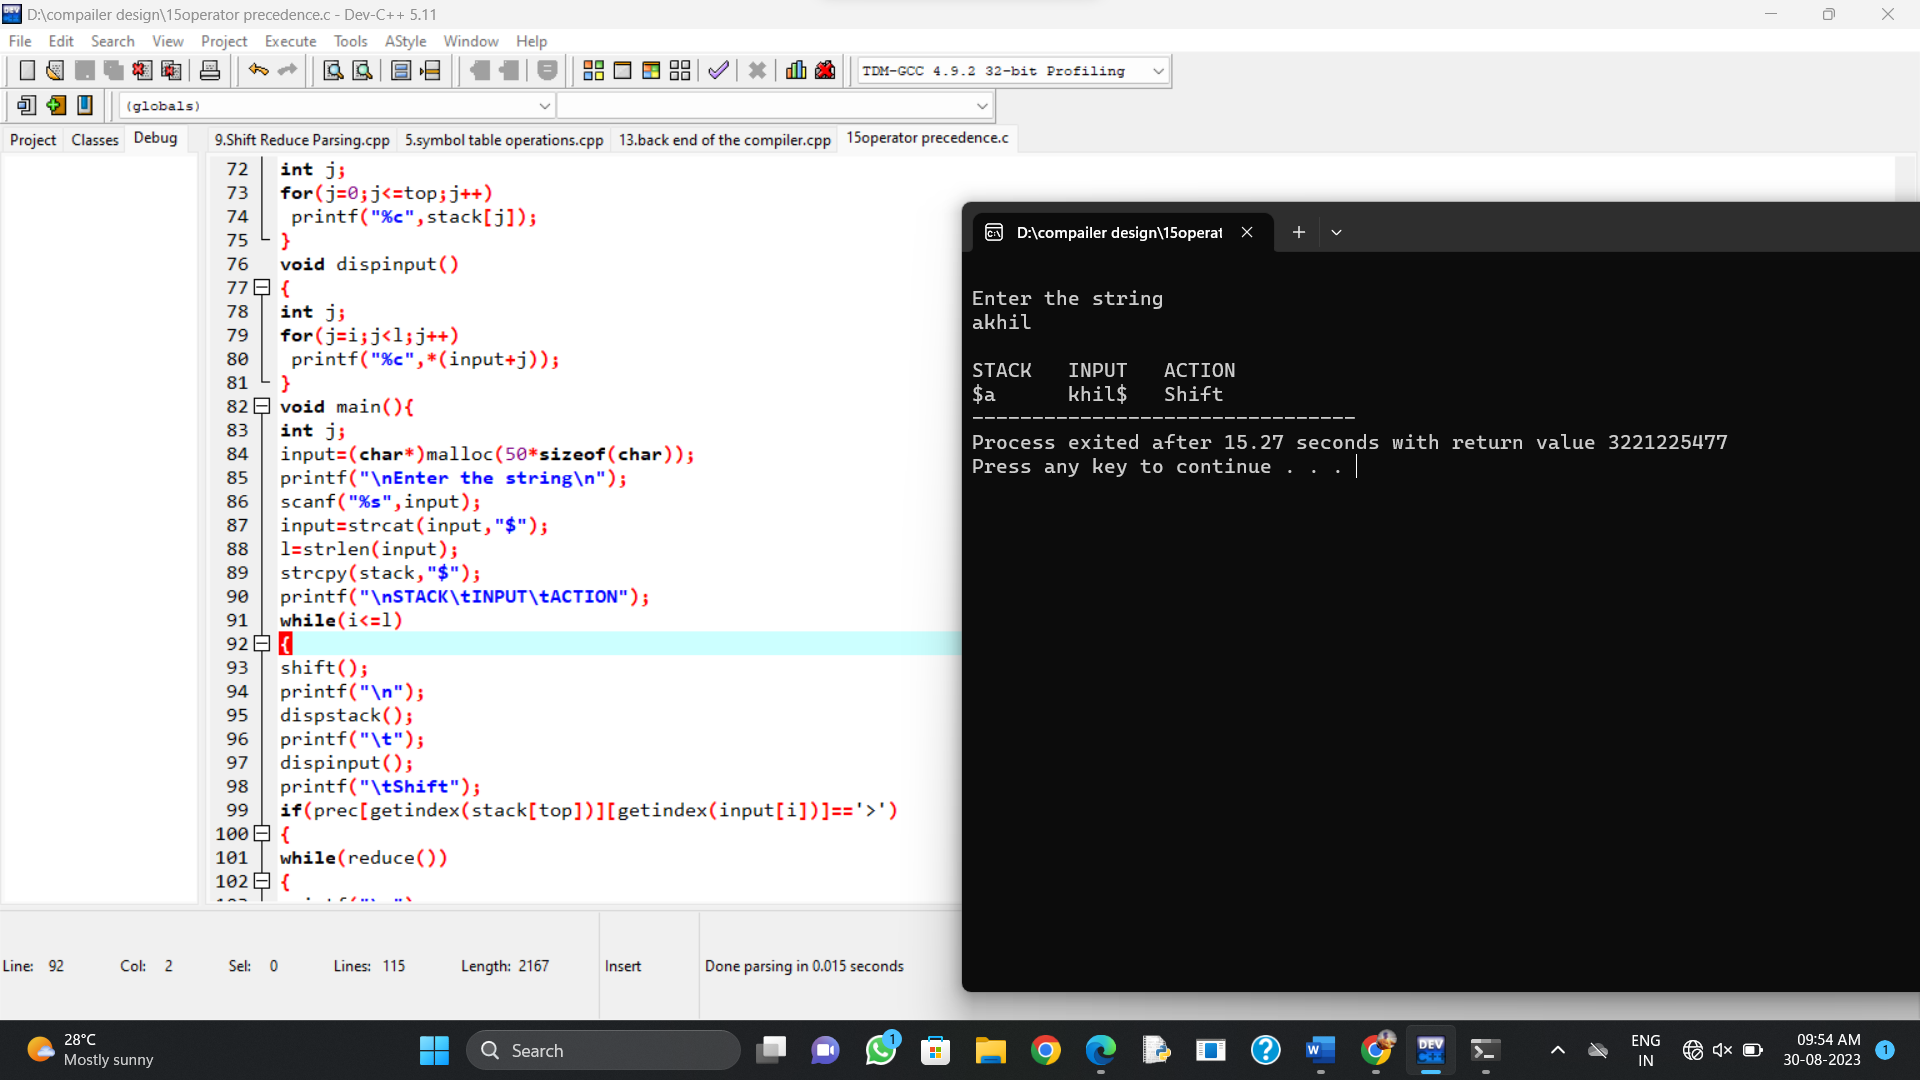 D:\compailer design\15operator precedence.c - Dev-C++ 5.11
File Edit Search View Project Execute Tools AStyle Window Help
TDM-GCC 4.9.2 32-bit Profiling
(globals)
Project Classes Debug
9.Shift Reduce Parsing.cpp 5.symbol table operations.cpp 13.back end of the compiler.cpp 15operator precedence.c
72 int j;
73 for(j=0;j<=top;j++)
74 printf("%c",stack[j]);
75 }
76 void dispinput()
77 {
78 int j;
79 for(j=i;j<l;j++)
80 printf("%c",*(input+j));
81 }
82 void main(){
83 int j;
84 input=(char*)malloc(50*sizeof(char));
85 printf("\nEnter the string\n");
86 scanf("%s",input);
87 input=strcat(input,"$");
88 l=strlen(input);
89 strcpy(stack,"$");
90 printf("\nSTACK\tINPUT\tACTION");
91 while(i<=l)
92 {
93 shift();
94 printf("\n");
95 dispstack();
96 printf("\t");
97 dispinput();
98 printf("\tShift");
99 if(prec[getindex(stack[top])][getindex(input[i])]=='>')
100 {
101 while(reduce())
102 {
D:\compailer design\15operat
Enter the string
akhil
STACK INPUT ACTION
$a khil$ Shift
--------------------------------
Process exited after 15.27 seconds with return value 3221225477
Press any key to continue . . .
Line: 92 Col: 2 Sel: 0 Lines: 115 Length: 2167 Insert Done parsing in 0.015 seconds
28°C
Mostly sunny
Search
1
DEV
C++
ENG
IN
09:54 AM
30-08-2023
1